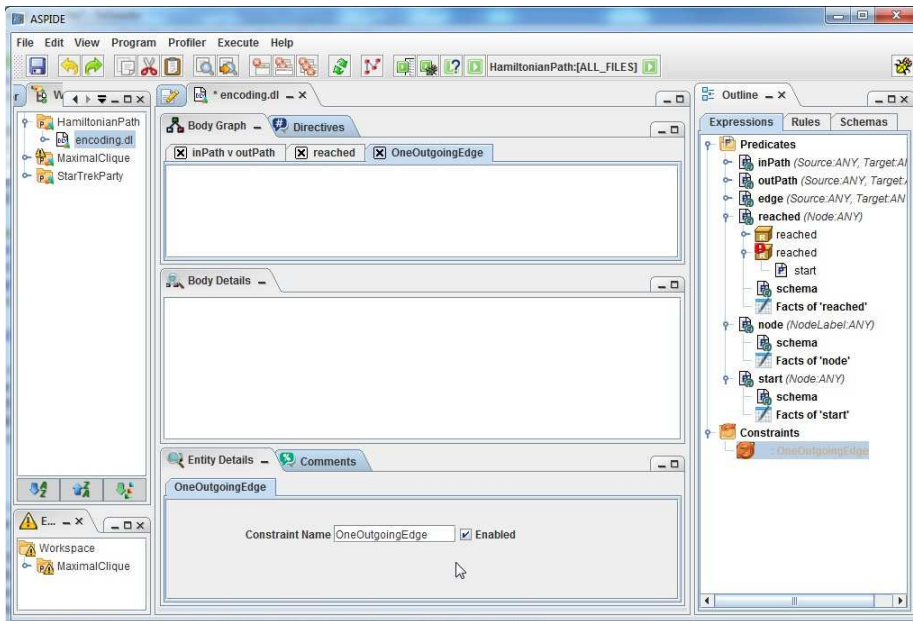 ASPIDE
File Edit View Program Profiler Execute Help
HamiltonianPath:[ALL_FILES]
r W
HamiltonianPath
encoding.dl
MaximalClique
StarTrekParty
E...
Workspace
MaximalClique
* encoding.dl
Body Graph Directives
inPath v outPath reached OneOutgoingEdge
Body Details
Entity Details Comments
OneOutgoingEdge
Constraint Name OneOutgoingEdge Enabled
Outline
Expressions Rules Schemas
Predicates
inPath (Source:ANY, Target:A
outPath (Source:ANY, Target:
edge (Source:ANY, Target:AN
reached (Node:ANY)
reached
reached
start
schema
Facts of 'reached'
node (NodeLabel:ANY)
schema
Facts of 'node'
start (Node:ANY)
schema
Facts of 'start'
Constraints
: OneOutgoingEdge